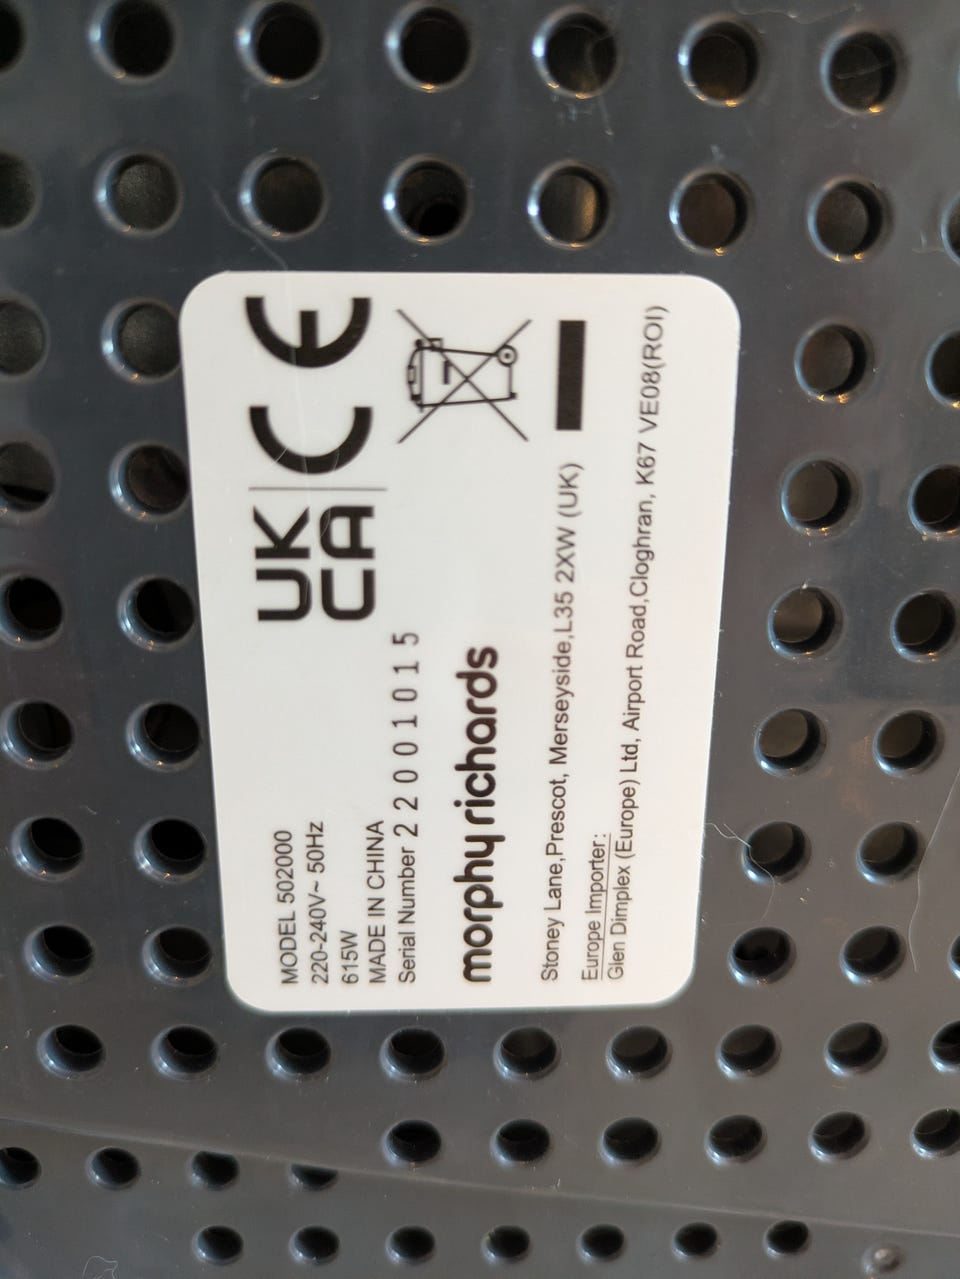 MODEL 502000
220-240V~ 50Hz
615W
MADE IN CHINA
Serial Number 2 2 0 0 1 0 1 5
UK
CA
CE
morphy richards
Stoney Lane,Prescot, Merseyside,L35 2XW (UK)
Europe Importer:
Glen Dimplex (Europe) Ltd, Airport Road,Cloghran, K67 VE08(ROI)